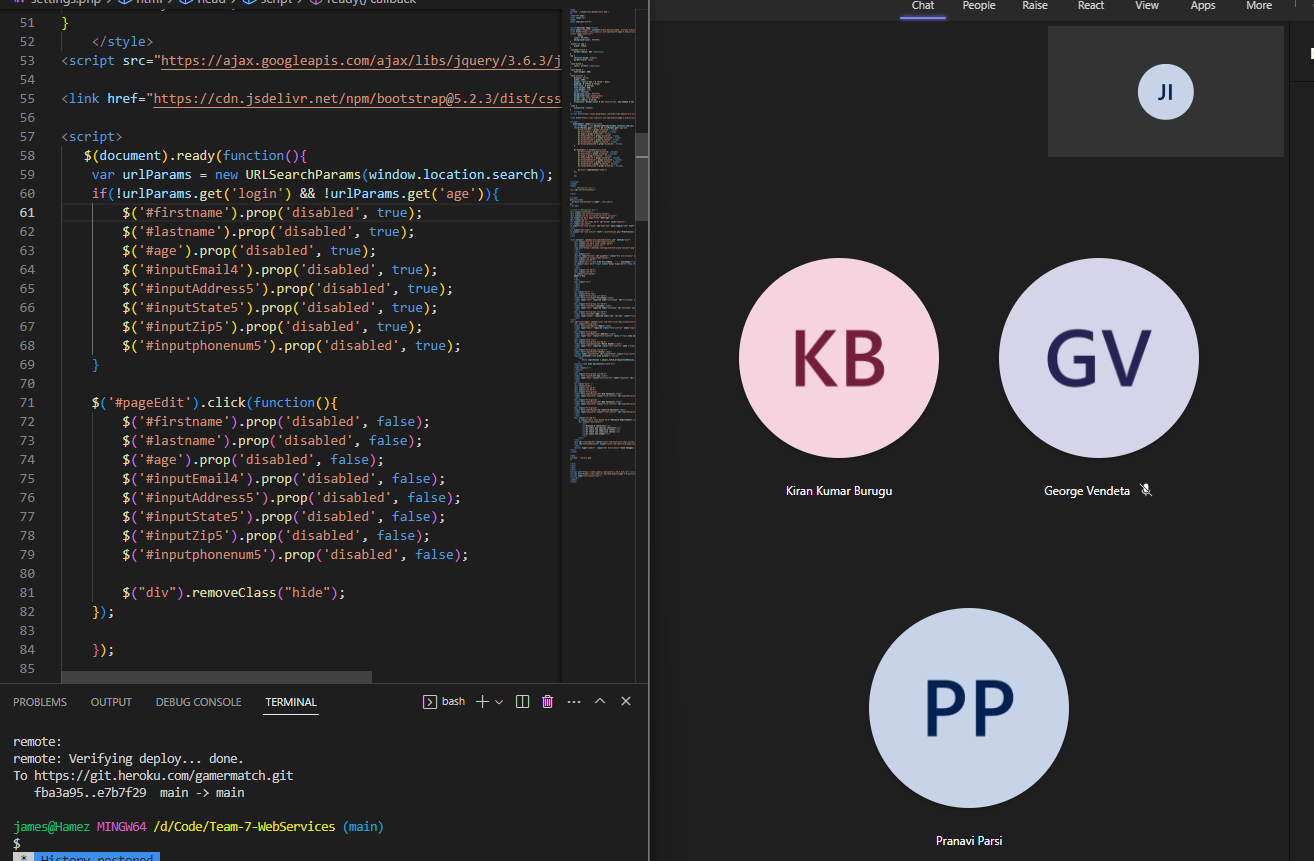 settings.php > html > head > script > ready() callback
51 }
52 </style>
53 <script src="https://ajax.googleapis.com/ajax/libs/jquery/3.6.3/j
54
55 <link href="https://cdn.jsdelivr.net/npm/bootstrap@5.2.3/dist/css
56
57 <script>
58 $(document).ready(function(){
59 var urlParams = new URLSearchParams(window.location.search);
60 if(!urlParams.get('login') && !urlParams.get('age')){
61 $('#firstname').prop('disabled', true);
62 $('#lastname').prop('disabled', true);
63 $('#age').prop('disabled', true);
64 $('#inputEmail4').prop('disabled', true);
65 $('#inputAddress5').prop('disabled', true);
66 $('#inputState5').prop('disabled', true);
67 $('#inputZip5').prop('disabled', true);
68 $('#inputphonenum5').prop('disabled', true);
69 }
70
71 $('#pageEdit').click(function(){
72 $('#firstname').prop('disabled', false);
73 $('#lastname').prop('disabled', false);
74 $('#age').prop('disabled', false);
75 $('#inputEmail4').prop('disabled', false);
76 $('#inputAddress5').prop('disabled', false);
77 $('#inputState5').prop('disabled', false);
78 $('#inputZip5').prop('disabled', false);
79 $('#inputphonenum5').prop('disabled', false);
80
81 $("div").removeClass("hide");
82 });
83
84 });
85
PROBLEMS OUTPUT DEBUG CONSOLE TERMINAL bash
remote:
remote: Verifying deploy... done.
To https://git.heroku.com/gamermatch.git
fba3a95..e7b7f29 main -> main
james@Hamez MINGW64 /d/Code/Team-7-WebServices (main)
$
* History restored
Chat People Raise React View Apps More
JI
KB
GV
Kiran Kumar Burugu
George Vendeta
PP
Pranavi Parsi